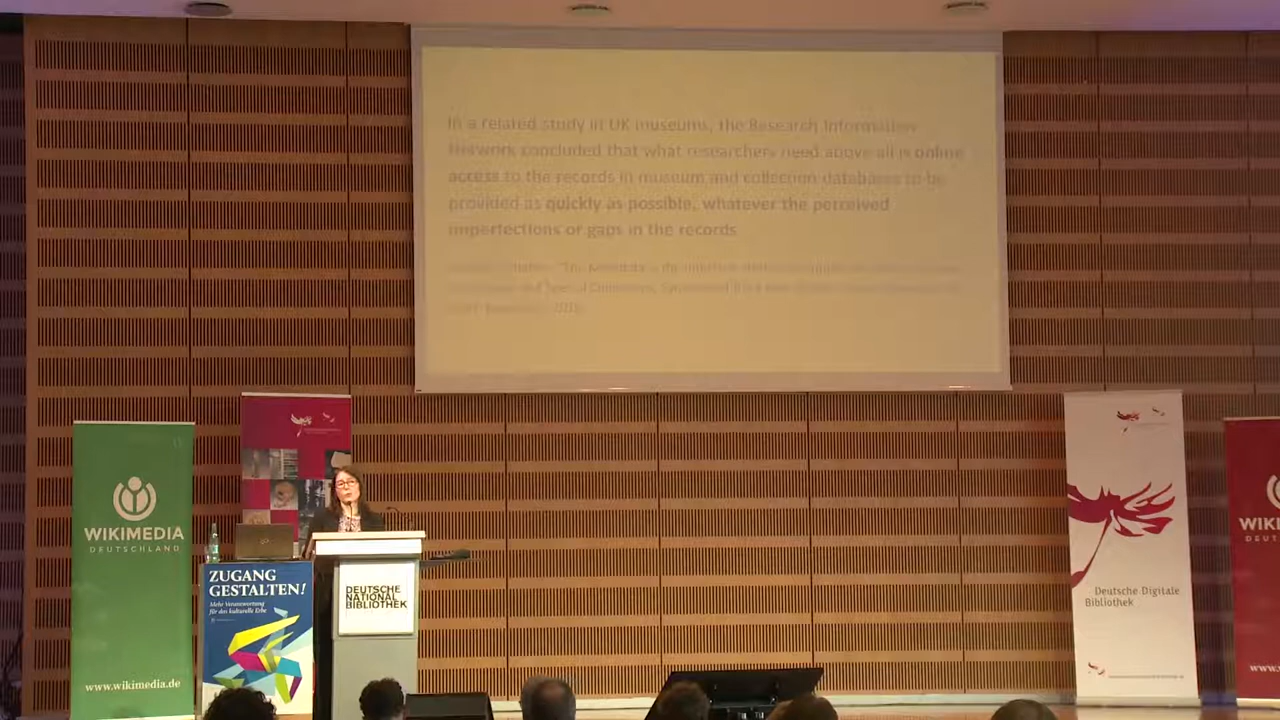 In a related study in UK museums, the Research Information
Network concluded that what researchers need above all is online
access to the records in museum and collection databases to be
provided as quickly as possible, whatever the perceived
imperfections or gaps in the records
WIKIMEDIA
DEUTSCHLAND
www.wikimedia.de
ZUGANG
GESTALTEN!
Mehr Verantwortung
für das kulturelle Erbe
DEUTSCHE
NATIONAL
BIBLIOTHEK
Deutsche Digitale
Bibliothek
WIKI
DEUT
www.